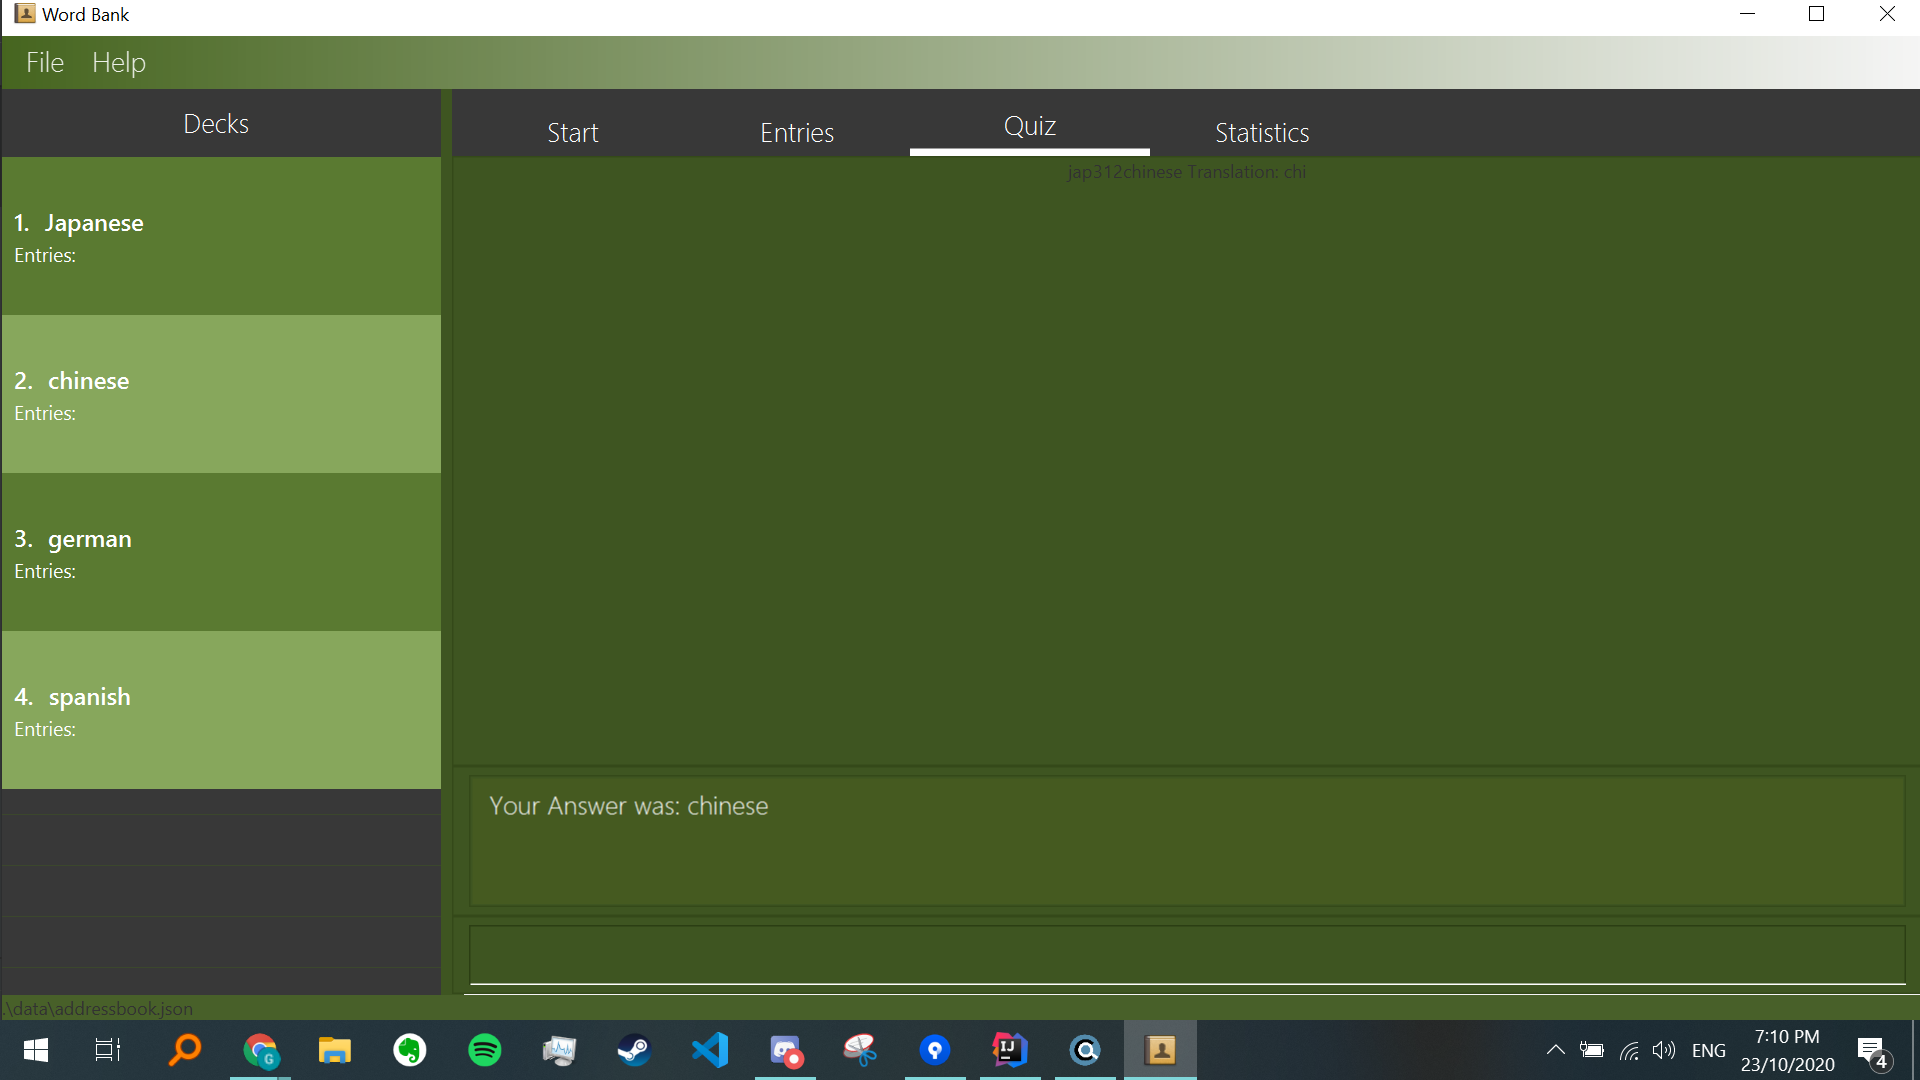 Word Bank
File Help
Decks
Start Entries Quiz Statistics
jap312chinese Translation: chi
1. Japanese
Entries:
2. chinese
Entries:
3. german
Entries:
4. spanish
Entries:
Your Answer was: chinese
.\data\addressbook.json
G
IJ
ENG
7:10 PM
23/10/2020
4